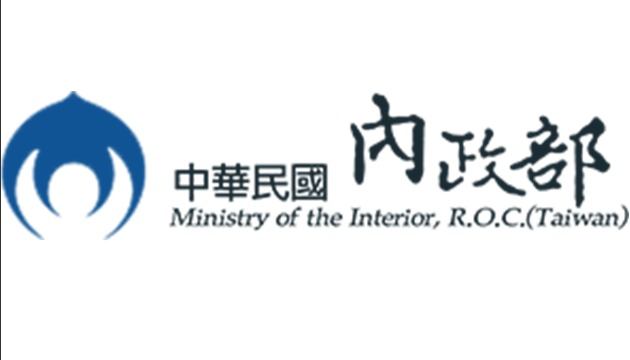 中華民國 內政部
Ministry of the Interior, R.O.C.(Taiwan)